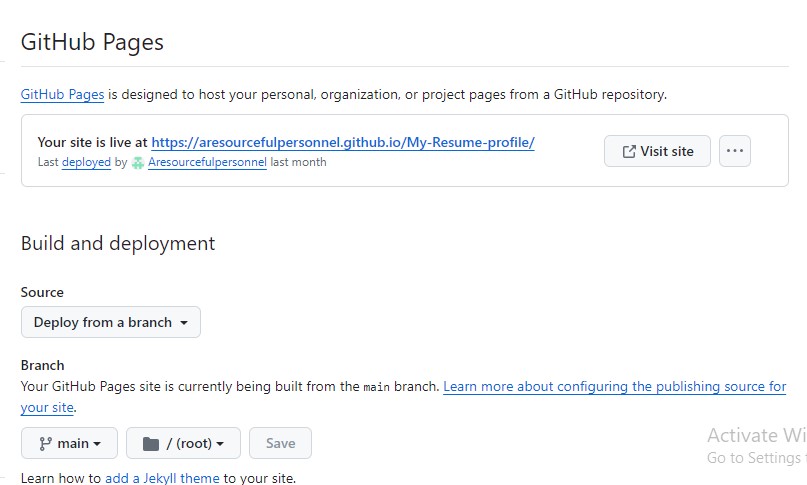 GitHub Pages
GitHub Pages is designed to host your personal, organization, or project pages from a GitHub repository.
Your site is live at https://aresourcefulpersonnel.github.io/My-Resume-profile/
Last deployed by Aresourcefulpersonnel last month
Visit site
Build and deployment
Source
Deploy from a branch
Branch
Your GitHub Pages site is currently being built from the main branch. Learn more about configuring the publishing source for
your site.
main
/ (root)
Save
Activate Wi
Go to Settings
Learn how to add a Jekyll theme to your site.